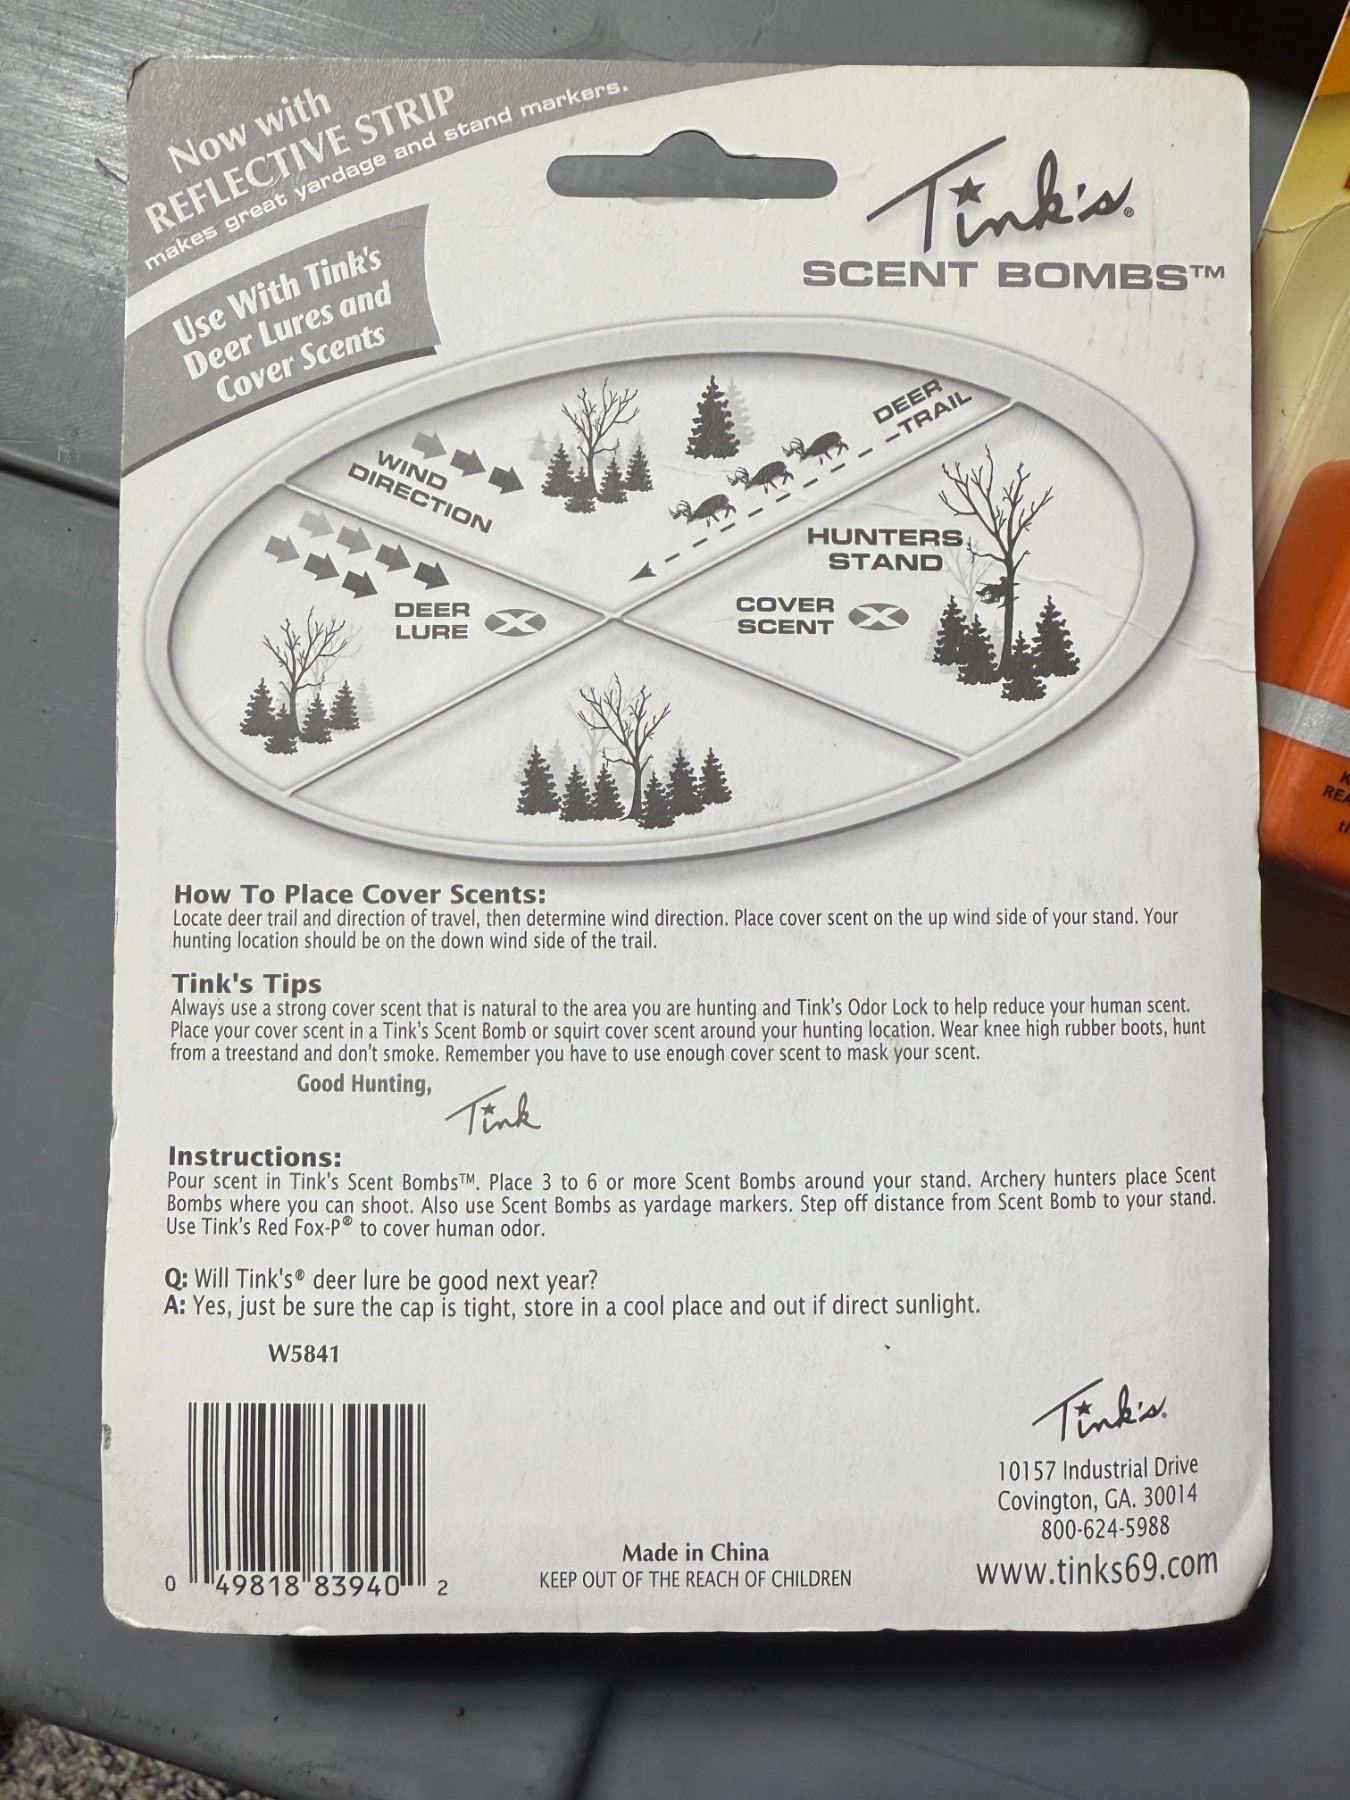 Now with
REFLECTIVE STRIP
makes great yardage and stand markers.
Use With Tink's
Deer Lures and
Cover Scents
Tink's®
SCENT BOMBS™
WIND
DIRECTION
DEER
TRAIL
HUNTERS
STAND
DEER
LURE
X
COVER
SCENT
X
How To Place Cover Scents:
Locate deer trail and direction of travel, then determine wind direction. Place cover scent on the up wind side of your stand. Your
hunting location should be on the down wind side of the trail.
Tink's Tips
Always use a strong cover scent that is natural to the area you are hunting and Tink's Odor Lock to help reduce your human scent.
Place your cover scent in a Tink's Scent Bomb or squirt cover scent around your hunting location. Wear knee high rubber boots, hunt
from a treestand and don't smoke. Remember you have to use enough cover scent to mask your scent.
Good Hunting,
Tink
Instructions:
Pour scent in Tink's Scent Bombs™. Place 3 to 6 or more Scent Bombs around your stand. Archery hunters place Scent
Bombs where you can shoot. Also use Scent Bombs as yardage markers. Step off distance from Scent Bomb to your stand.
Use Tink's Red Fox-P® to cover human odor.
Q: Will Tink's® deer lure be good next year?
A: Yes, just be sure the cap is tight, store in a cool place and out if direct sunlight.
W5841
0 49818 83940 2
Made in China
KEEP OUT OF THE REACH OF CHILDREN
Tink's®
10157 Industrial Drive
Covington, GA. 30014
800-624-5988
www.tinks69.com